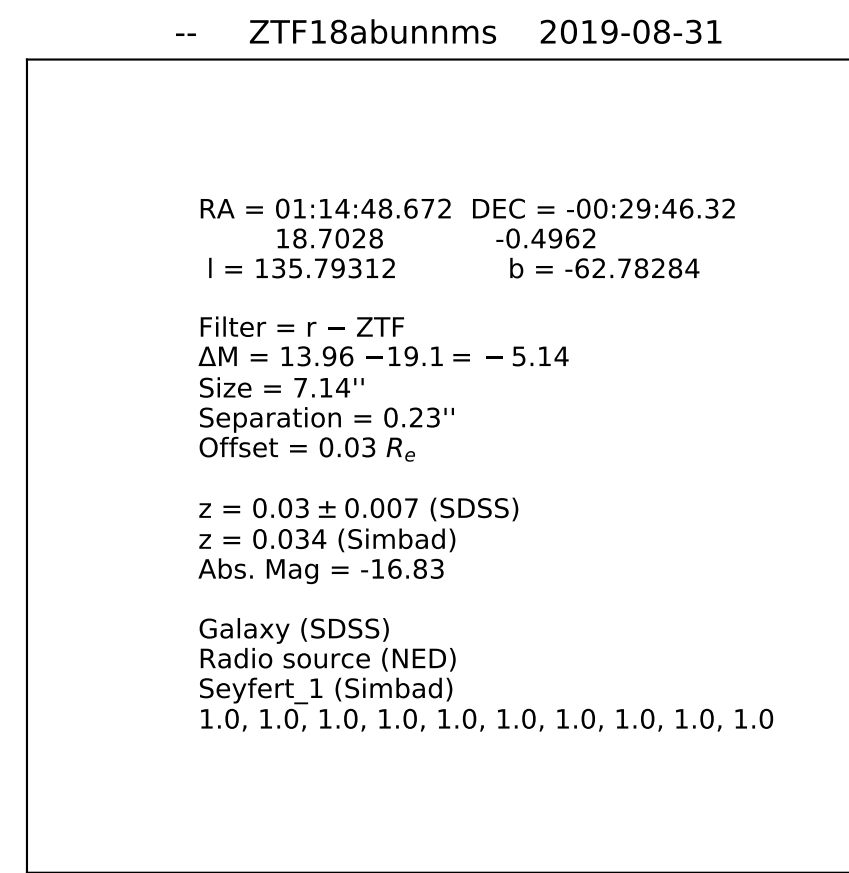 -- ZTF18abunnms 2019-08-31
RA = 01:14:48.672 DEC = -00:29:46.32
18.7028 -0.4962
l = 135.79312 b = -62.78284
Filter = r − ZTF
ΔM = 13.96 −19.1 = − 5.14
Size = 7.14''
Separation = 0.23''
Offset = 0.03 Re
z = 0.03 ± 0.007 (SDSS)
z = 0.034 (Simbad)
Abs. Mag = -16.83
Galaxy (SDSS)
Radio source (NED)
Seyfert_1 (Simbad)
1.0, 1.0, 1.0, 1.0, 1.0, 1.0, 1.0, 1.0, 1.0, 1.0